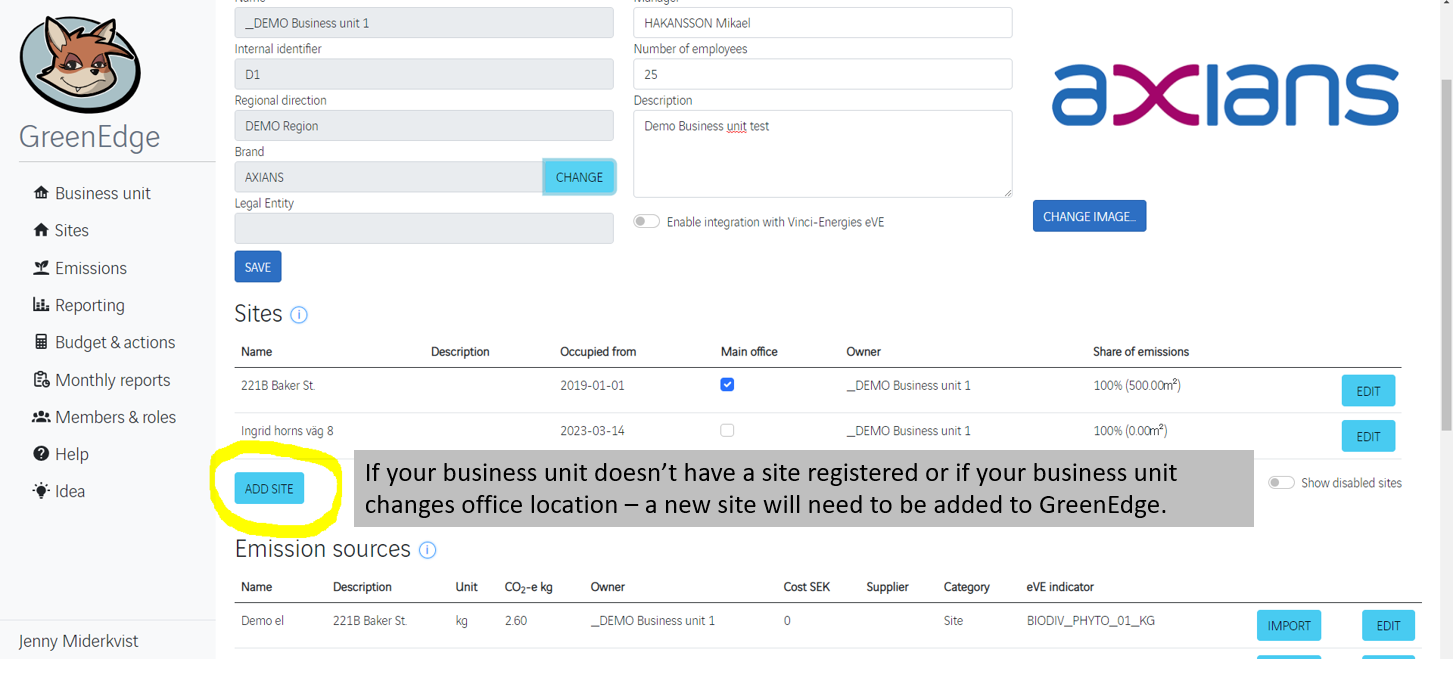 Name Manager
_DEMO Business unit 1 HAKANSSON Mikael
Internal identifier Number of employees
D1 25
Regional direction Description
DEMO Region Demo Business unit test
Brand
AXIANS CHANGE
Legal Entity
Enable integration with Vinci-Energies eVE
axians
CHANGE IMAGE...
SAVE
GreenEdge
Business unit
Sites
Emissions
Reporting
Budget & actions
Monthly reports
Members & roles
Help
Idea
Jenny Miderkvist
Sites
Name Description Occupied from Main office Owner Share of emissions
221B Baker St. 2019-01-01 _DEMO Business unit 1 100% (500.00m²) EDIT
Ingrid horns väg 8 2023-03-14 _DEMO Business unit 1 100% (0.00m²) EDIT
ADD SITE
If your business unit doesn’t have a site registered or if your business unit
changes office location – a new site will need to be added to GreenEdge.
Show disabled sites
Emission sources
Name Description Unit CO₂-e kg Owner Cost SEK Supplier Category eVE indicator
Demo el 221B Baker St. kg 2.60 _DEMO Business unit 1 0 Site BIODIV_PHYTO_01_KG IMPORT EDIT